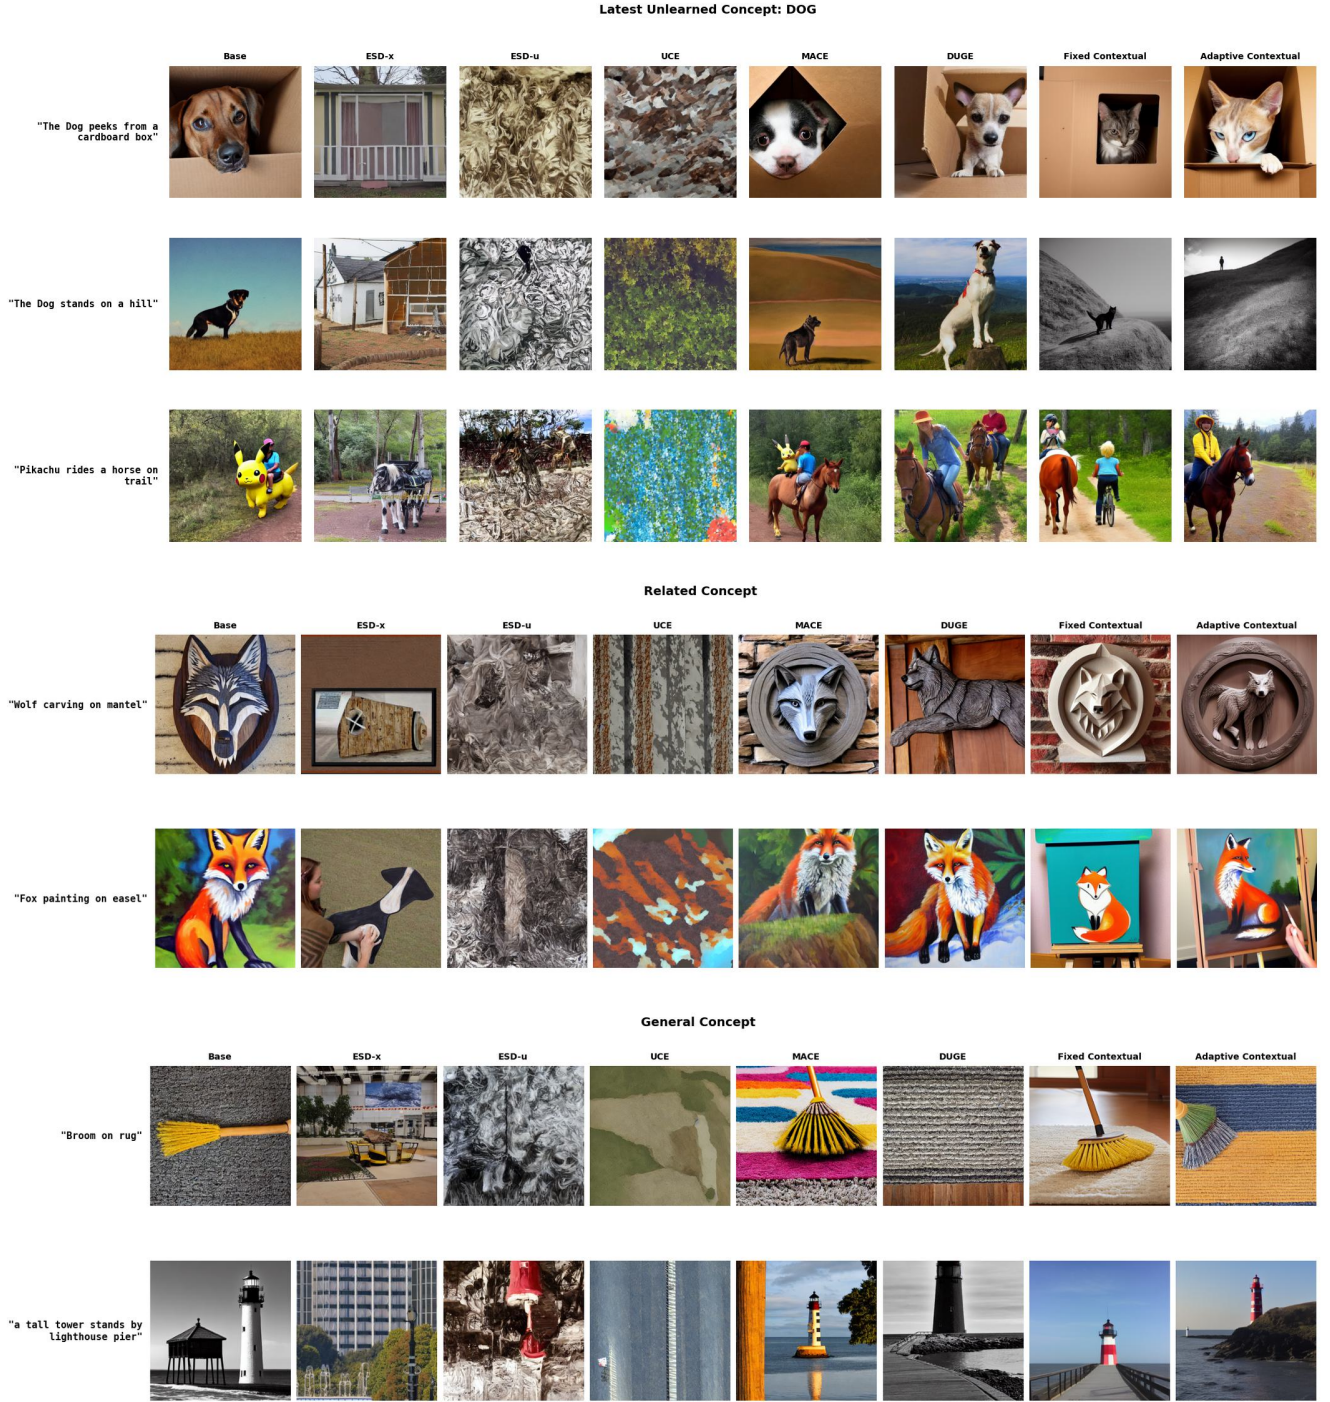 Latest Unlearned Concept: DOG
Base ESD-x ESD-u UCE MACE DUGE Fixed Contextual Adaptive Contextual
"The Dog peeks from a
cardboard box"
"The Dog stands on a hill"
"Pikachu rides a horse on
trail"
Related Concept
Base ESD-x ESD-u UCE MACE DUGE Fixed Contextual Adaptive Contextual
"Wolf carving on mantel"
"Fox painting on easel"
General Concept
Base ESD-x ESD-u UCE MACE DUGE Fixed Contextual Adaptive Contextual
"Broom on rug"
"a tall tower stands by
lighthouse pier"